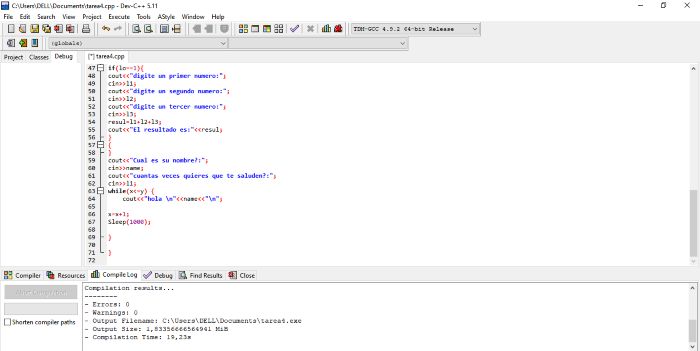 C:\Users\DELL\Documents\tarea4.cpp - Dev-C++ 5.11
File Edit Search View Project Execute Tools AStyle Window Help
TDM-GCC 4.9.2 64-bit Release
(globals)
Project Classes Debug
[*] tarea4.cpp
47 if(lo==1){
48 cout<<"digite un primer numero:";
49 cin>>l1;
50 cout<<"digite un segundo numero:";
51 cin>>l2;
52 cout<<"digite un tercer numero:";
53 cin>>l3;
54 resul=l1+l2+l3;
55 cout<<"El resultado es:"<<resul;
56 }
57 {
58 }
59 cout<<"Cual es su nombre?:";
60 cin>>name;
61 cout<<"cuantas veces quieres que te saluden?:";
62 cin>>l1;
63 while(x<=y) {
64 cout<<"hola \n"<<name<<"\n";
65
66 x=x+1;
67 Sleep(1000);
68
69 }
70
71 }
72
Compiler Resources Compile Log Debug Find Results Close
Abort Compilation
Shorten compiler paths
Compilation results...
--------
- Errors: 0
- Warnings: 0
- Output Filename: C:\Users\DELL\Documents\tarea4.exe
- Output Size: 1,83356666564941 MiB
- Compilation Time: 19,23s